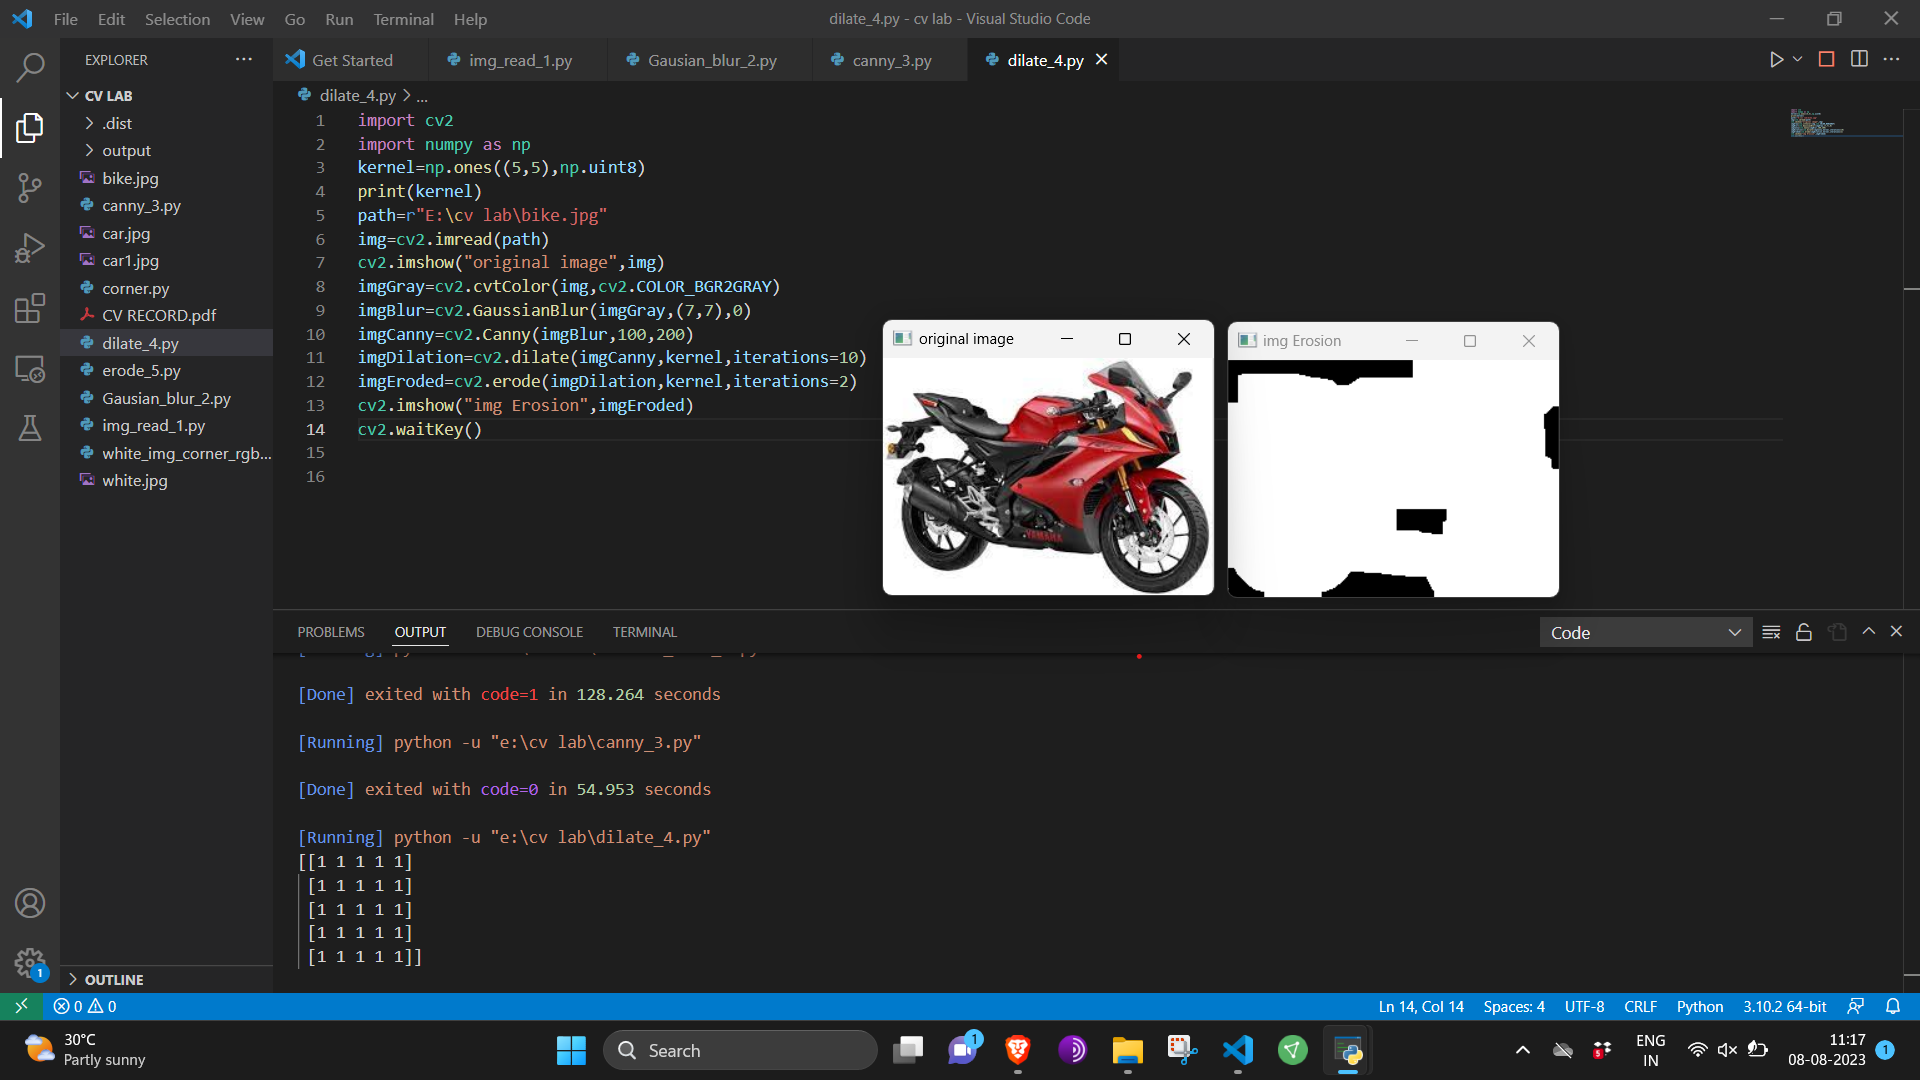 File Edit Selection View Go Run Terminal Help
dilate_4.py - cv lab - Visual Studio Code
EXPLORER
Get Started
img_read_1.py
Gausian_blur_2.py
canny_3.py
dilate_4.py
CV LAB
.dist
output
bike.jpg
canny_3.py
car.jpg
car1.jpg
corner.py
CV RECORD.pdf
dilate_4.py
erode_5.py
Gausian_blur_2.py
img_read_1.py
white_img_corner_rgb...
white.jpg
OUTLINE
dilate_4.py > ...
1 import cv2
2 import numpy as np
3 kernel=np.ones((5,5),np.uint8)
4 print(kernel)
5 path=r"E:\cv lab\bike.jpg"
6 img=cv2.imread(path)
7 cv2.imshow("original image",img)
8 imgGray=cv2.cvtColor(img,cv2.COLOR_BGR2GRAY)
9 imgBlur=cv2.GaussianBlur(imgGray,(7,7),0)
10 imgCanny=cv2.Canny(imgBlur,100,200)
11 imgDilation=cv2.dilate(imgCanny,kernel,iterations=10)
12 imgEroded=cv2.erode(imgDilation,kernel,iterations=2)
13 cv2.imshow("img Erosion",imgEroded)
14 cv2.waitKey()
15
16
original image
YAMAHA
img Erosion
PROBLEMS OUTPUT DEBUG CONSOLE TERMINAL
Code
[Done] exited with code=1 in 128.264 seconds
[Running] python -u "e:\cv lab\canny_3.py"
[Done] exited with code=0 in 54.953 seconds
[Running] python -u "e:\cv lab\dilate_4.py"
[[1 1 1 1 1]
[1 1 1 1 1]
[1 1 1 1 1]
[1 1 1 1 1]
[1 1 1 1 1]]
1
0 0
Ln 14, Col 14 Spaces: 4 UTF-8 CRLF Python 3.10.2 64-bit
30°C
Partly sunny
Search
1
5
ENG
IN
11:17
08-08-2023
1